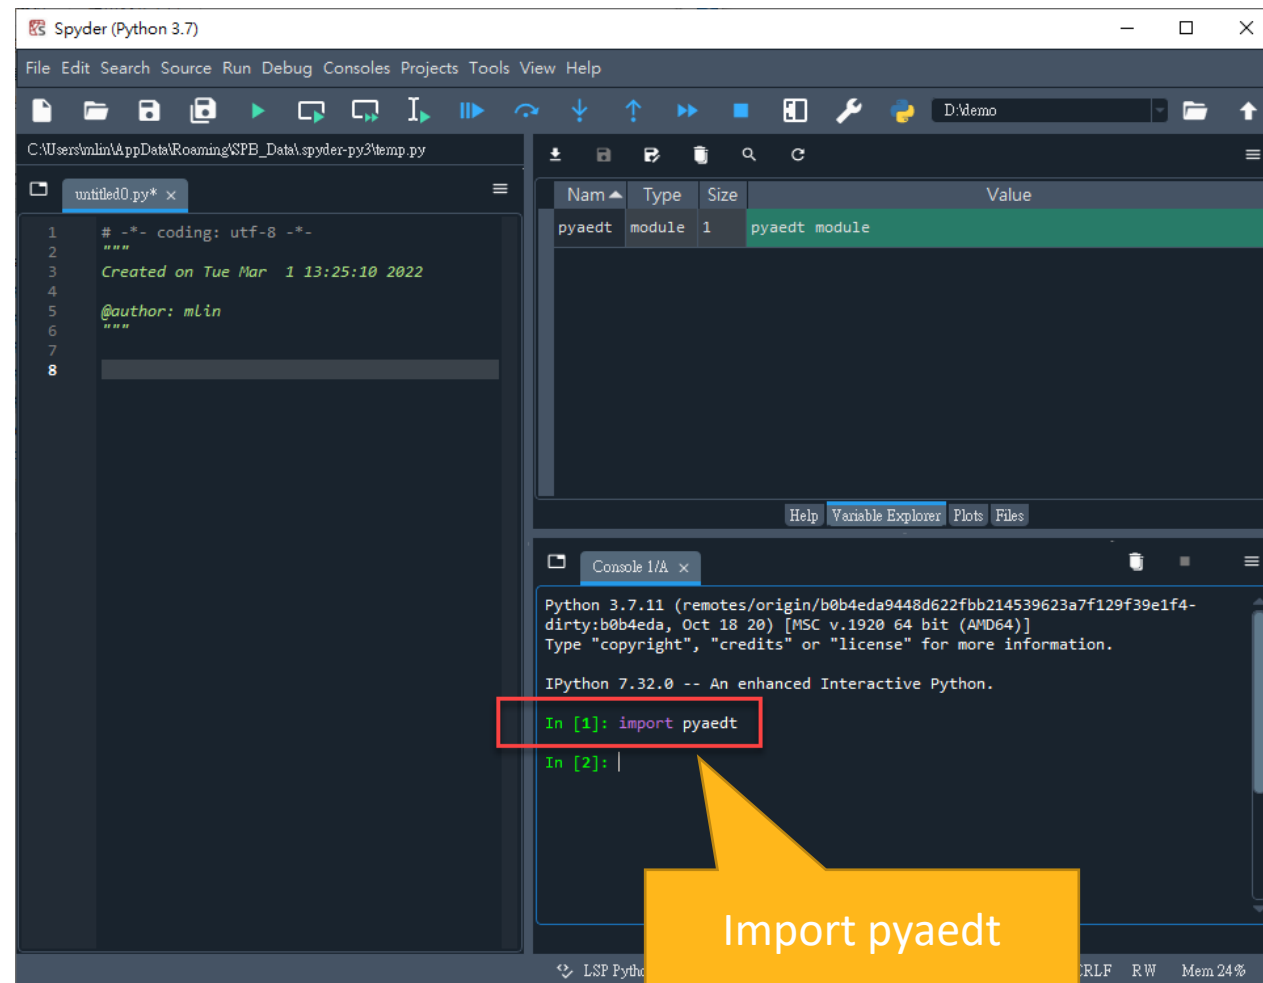 Spyder (Python 3.7)
File Edit Search Source Run Debug Consoles Projects Tools View Help
D:\demo
C:\Users\mlin\AppData\Roaming\SPB_Data\.spyder-py3\temp.py
untitled0.py*
1 # -*- coding: utf-8 -*-
2 """
3 Created on Tue Mar  1 13:25:10 2022
4
5 @author: mlin
6 """
7
8
Nam Type Size Value
pyaedt module 1 pyaedt module
Help Variable Explorer Plots Files
Console 1/A
Python 3.7.11 (remotes/origin/b0b4eda9448d622fbb214539623a7f129f39e1f4-
dirty:b0b4eda, Oct 18 20) [MSC v.1920 64 bit (AMD64)]
Type "copyright", "credits" or "license" for more information.
IPython 7.32.0 -- An enhanced Interactive Python.
In [1]: import pyaedt
In [2]:
Import pyaedt
LSP RW Mem 24%